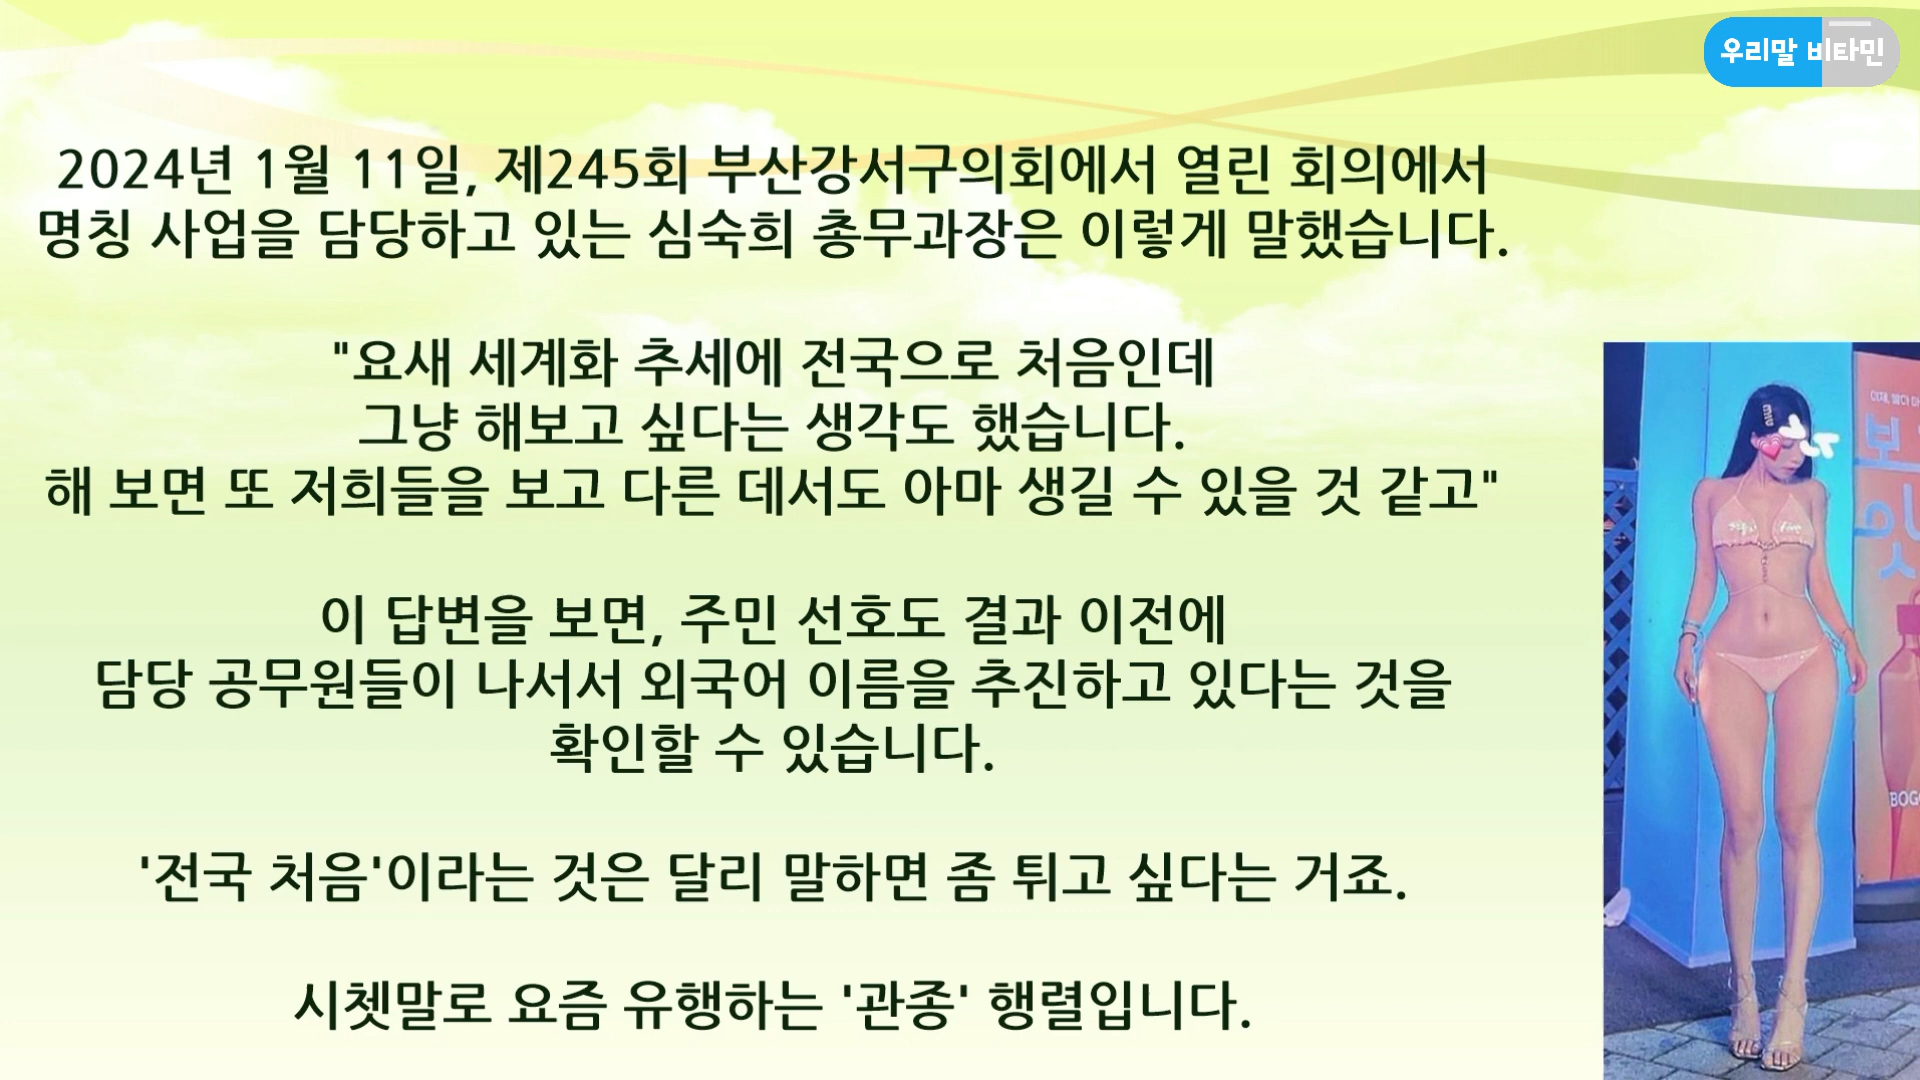 우리말 비타민
2024년 1월 11일, 제245회 부산강서구의회에서 열린 회의에서
명칭 사업을 담당하고 있는 심숙희 총무과장은 이렇게 말했습니다.
"요새 세계화 추세에 전국으로 처음인데
그냥 해보고 싶다는 생각도 했습니다.
해 보면 또 저희들을 보고 다른 데서도 아마 생길 수 있을 것 같고"
이 답변을 보면, 주민 선호도 결과 이전에
담당 공무원들이 나서서 외국어 이름을 추진하고 있다는 것을
확인할 수 있습니다.
'전국 처음'이라는 것은 달리 말하면 좀 튀고 싶다는 거죠.
시쳇말로 요즘 유행하는 '관종' 행렬입니다.
BOG